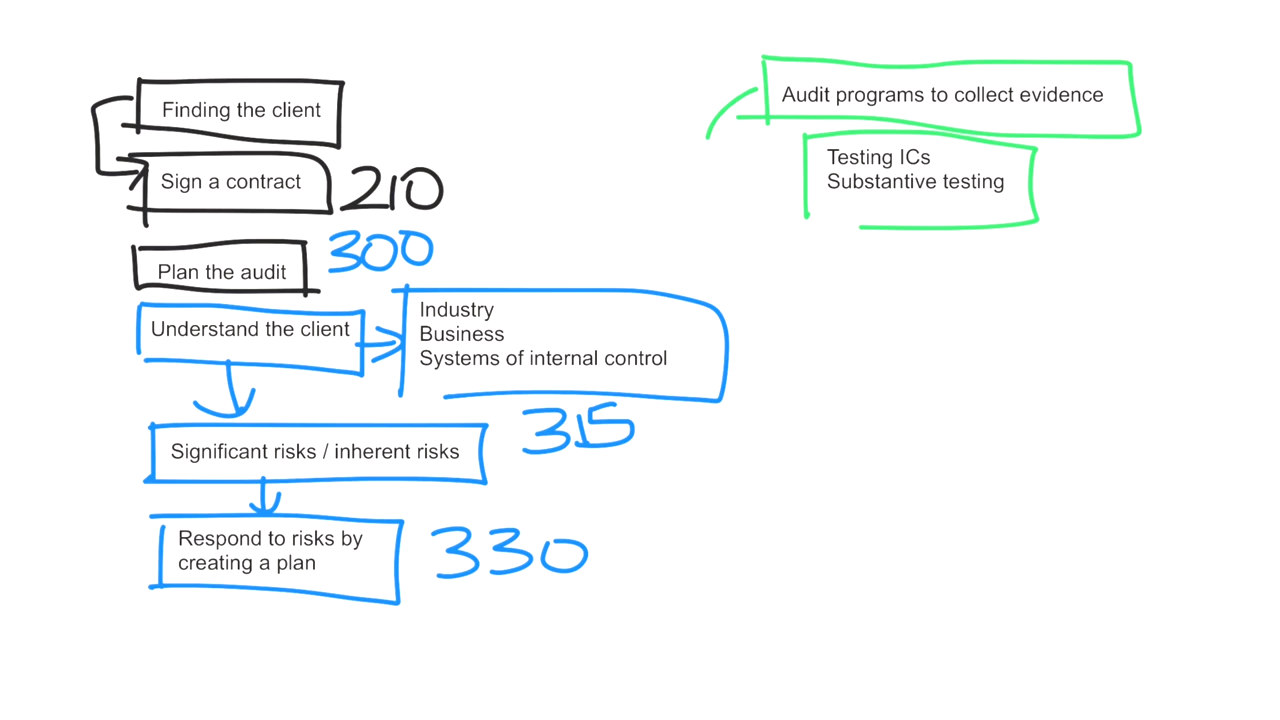 Finding the client
Sign a contract
210
Plan the audit
300
Understand the client
Industry
Business
Systems of internal control
315
Significant risks / inherent risks
Respond to risks by
creating a plan
330
Audit programs to collect evidence
Testing ICs
Substantive testing